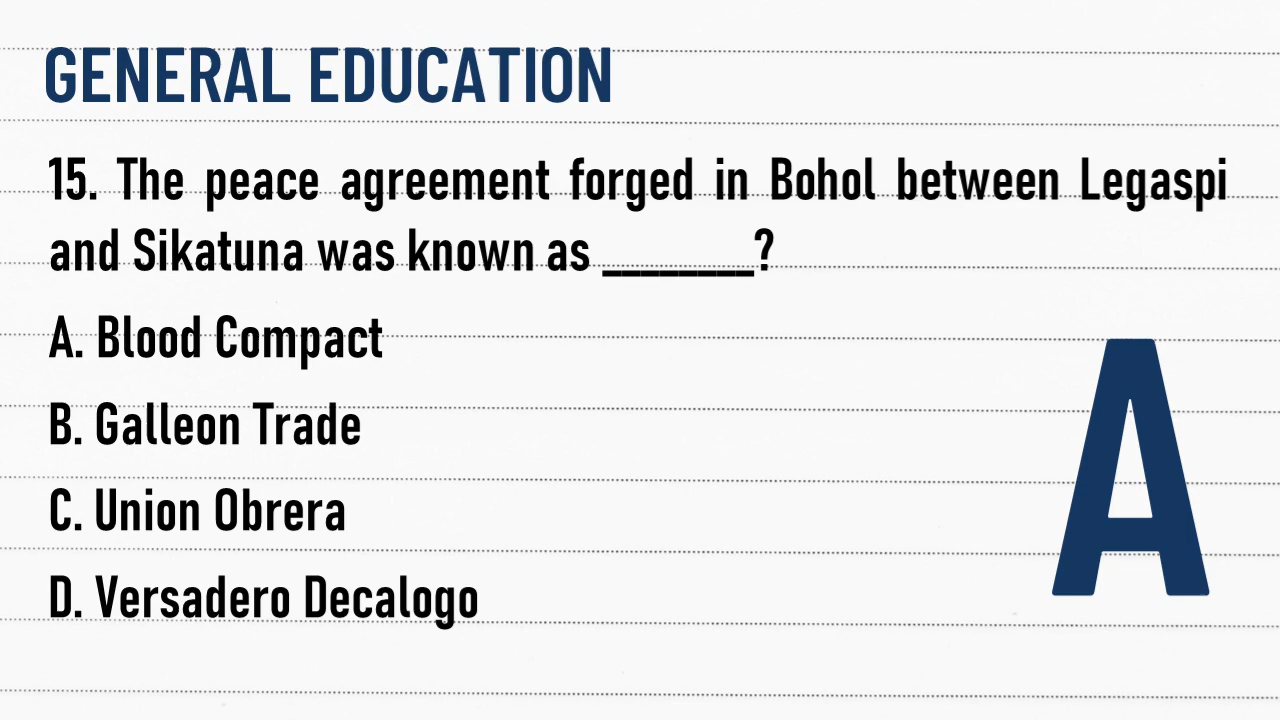 GENERAL EDUCATION
15. The peace agreement forged in Bohol between Legaspi
and Sikatuna was known as ________?
A. Blood Compact
B. Galleon Trade
C. Union Obrera
D. Versadero Decalogo
A